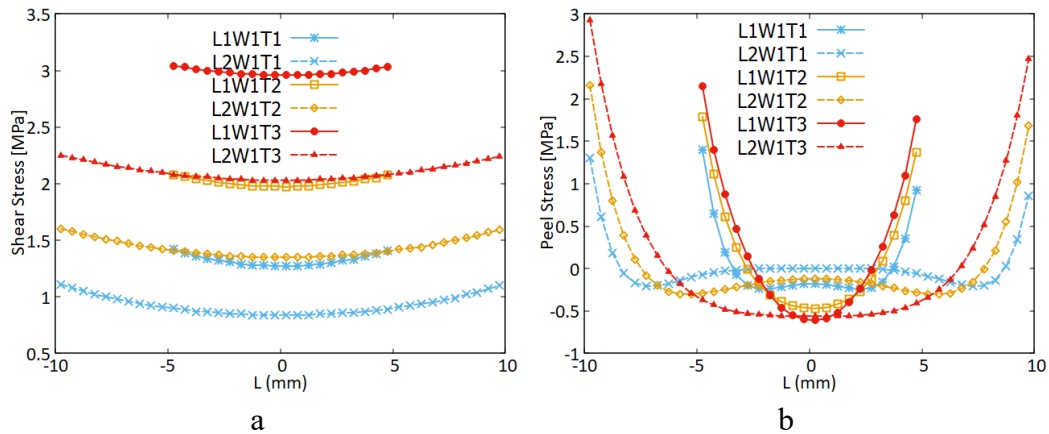 3.5
3
2.5
2
1.5
1
0.5
Shear Stress [MPa]
L1W1T1
L2W1T1
L1W1T2
L2W1T2
L1W1T3
L2W1T3
-10
-5
0
5
10
L (mm)
a
3
2.5
2
1.5
1
0.5
0
-0.5
-1
Peel Stress [MPa]
L1W1T1
L2W1T1
L1W1T2
L2W1T2
L1W1T3
L2W1T3
-10
-5
0
5
10
L (mm)
b